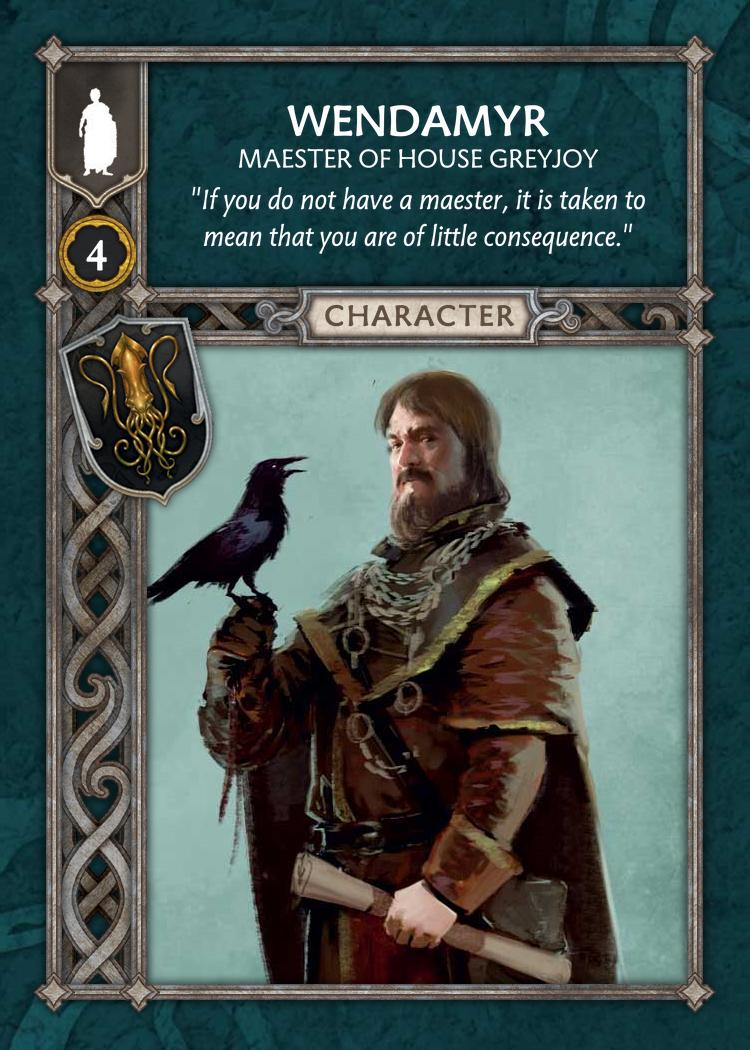 WENDAMYR
MAESTER OF HOUSE GREYJOY
"If you do not have a maester, it is taken to
mean that you are of little consequence."
4
CHARACTER